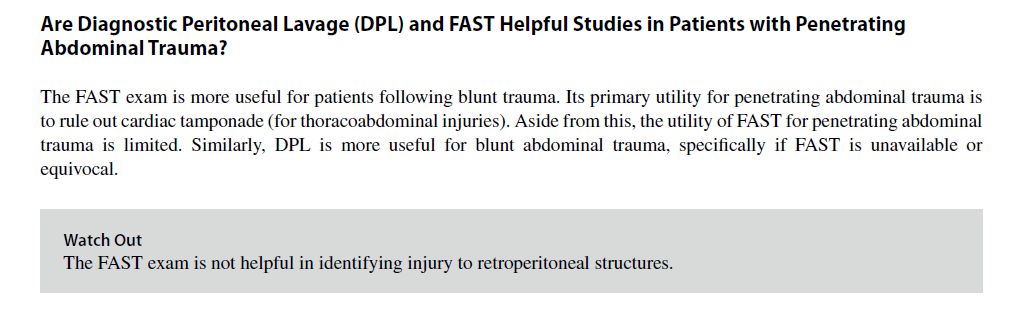 Are Diagnostic Peritoneal Lavage (DPL) and FAST Helpful Studies in Patients with Penetrating
Abdominal Trauma?
The FAST exam is more useful for patients following blunt trauma. Its primary utility for penetrating abdominal trauma is
to rule out cardiac tamponade (for thoracoabdominal injuries). Aside from this, the utility of FAST for penetrating abdominal
trauma is limited. Similarly, DPL is more useful for blunt abdominal trauma, specifically if FAST is unavailable or
equivocal.
Watch Out
The FAST exam is not helpful in identifying injury to retroperitoneal structures.